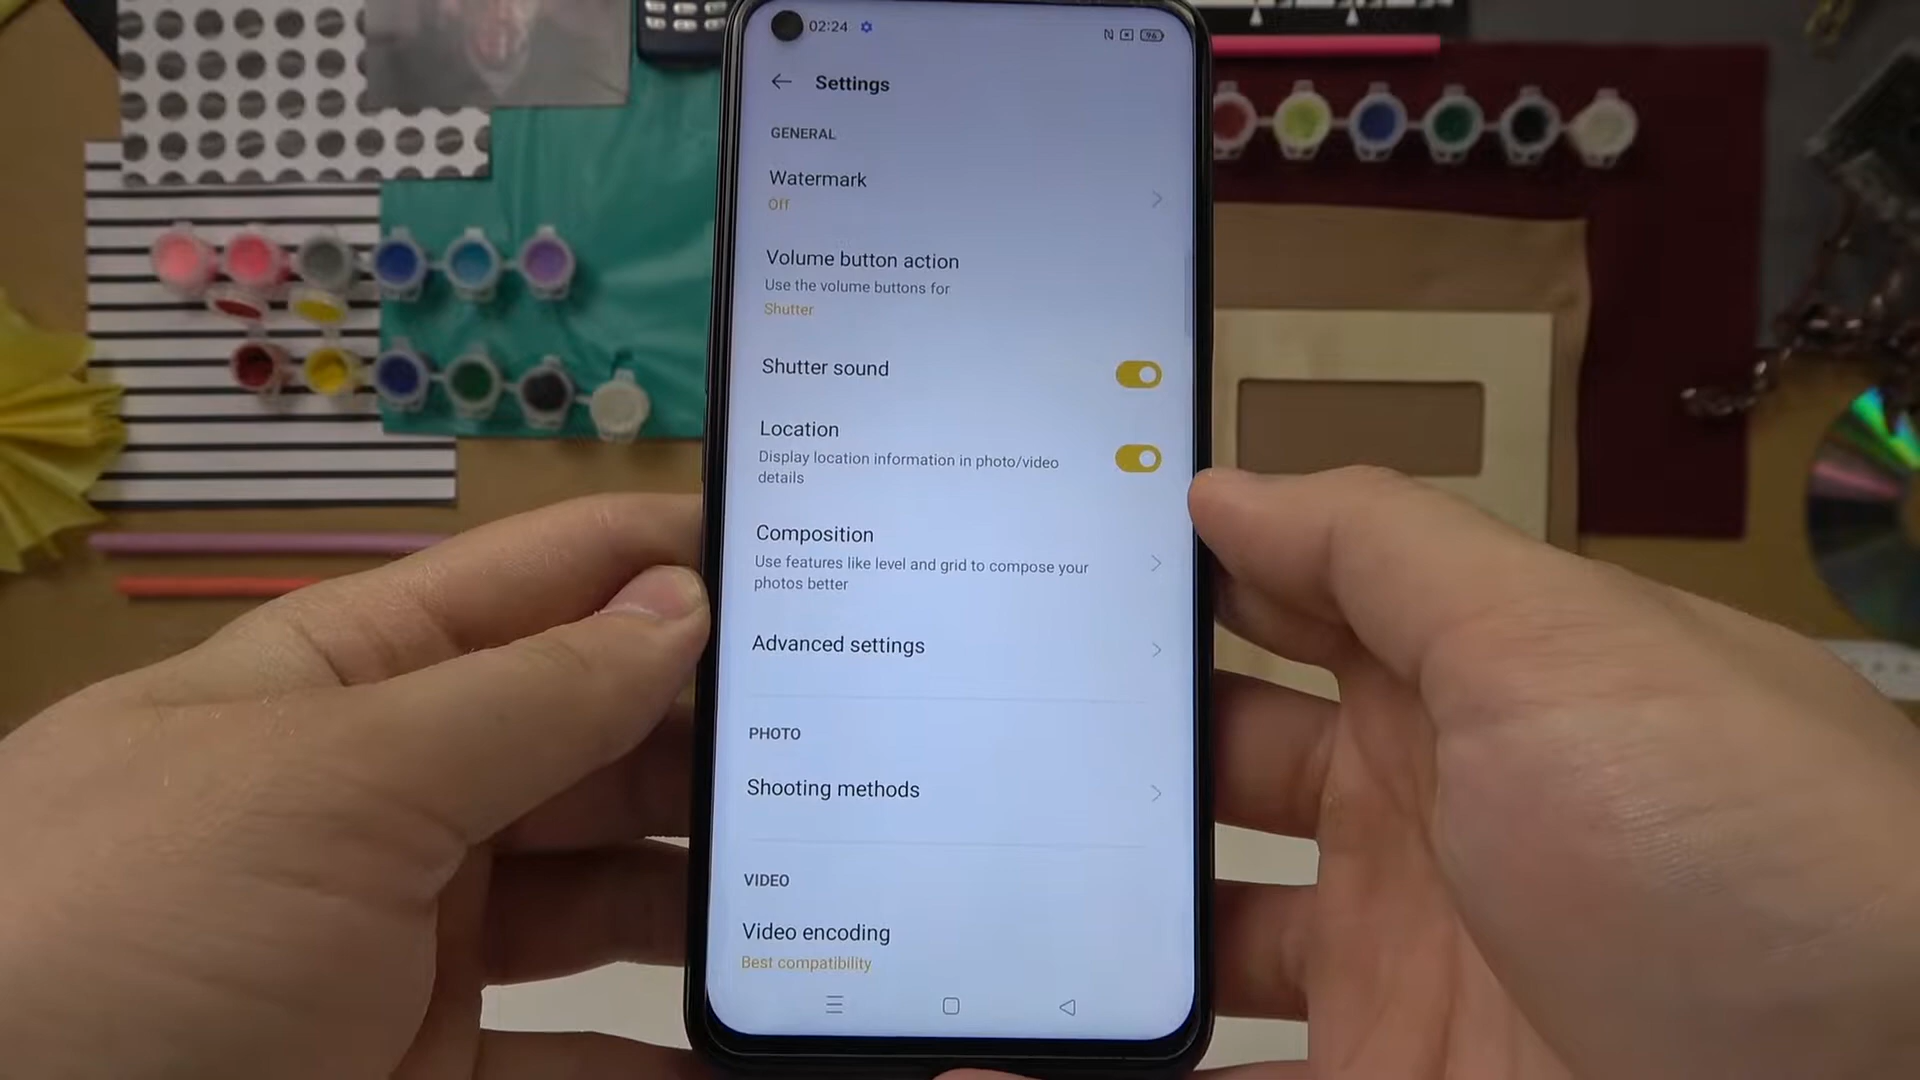 02:24
96
Settings
GENERAL
Watermark
Off
Volume button action
Use the volume buttons for
Shutter
Shutter sound
Location
Display location information in photo/video
details
Composition
Use features like level and grid to compose your
photos better
Advanced settings
PHOTO
Shooting methods
VIDEO
Video encoding
Best compatibility